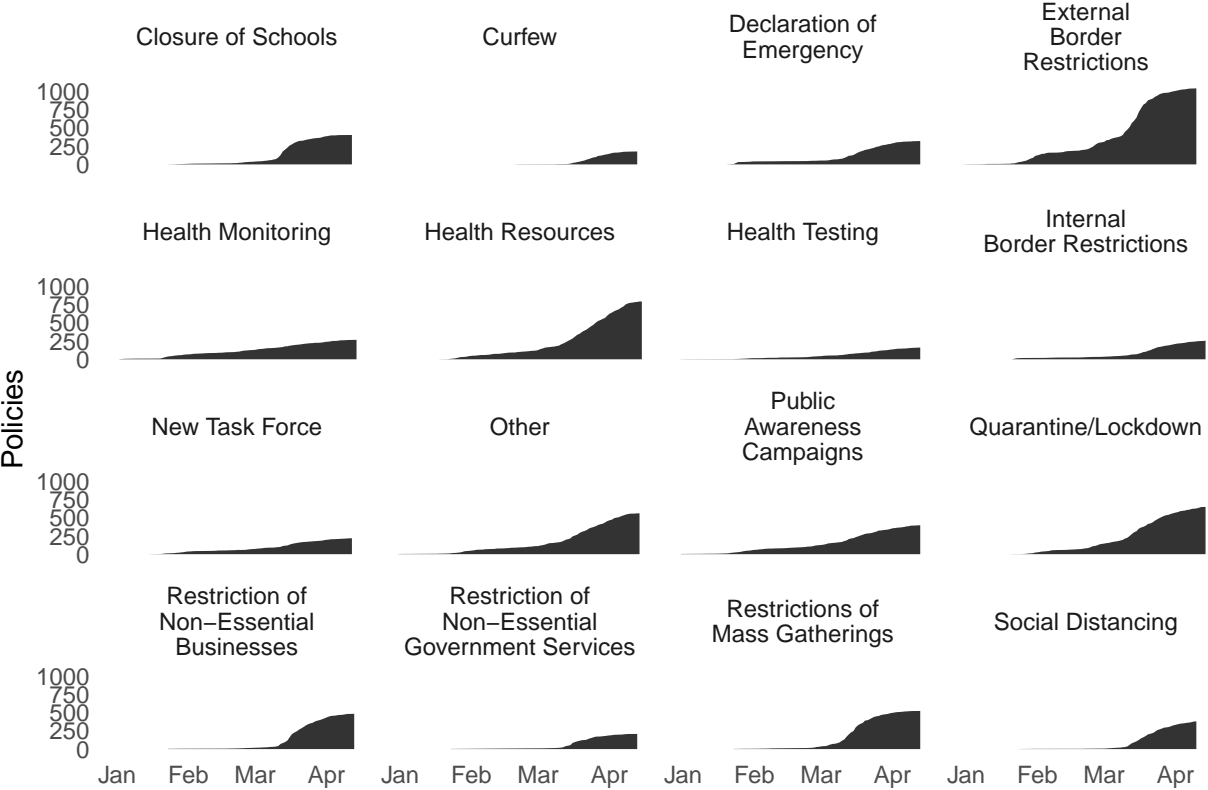 Closure of Schools
Curfew
Declaration of
Emergency
External
Border
Restrictions
1000
750
500
250
0
Health Monitoring
Health Resources
Health Testing
Internal
Border Restrictions
1000
750
500
250
0
Policies
New Task Force
Other
Public
Awareness
Campaigns
Quarantine/Lockdown
1000
750
500
250
0
Restriction of
Non−Essential
Businesses
Restriction of
Non−Essential
Government Services
Restrictions of
Mass Gatherings
Social Distancing
1000
750
500
250
0
Jan Feb Mar Apr
Jan Feb Mar Apr
Jan Feb Mar Apr
Jan Feb Mar Apr